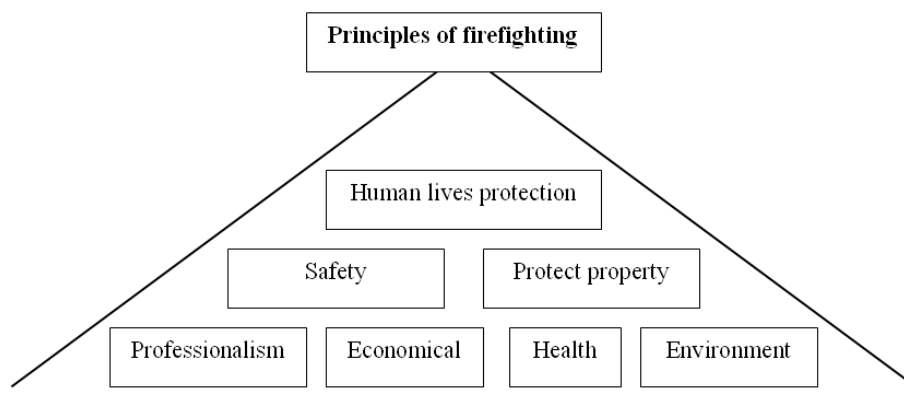 Principles of firefighting
Human lives protection
Safety
Protect property
Professionalism
Economical
Health
Environment